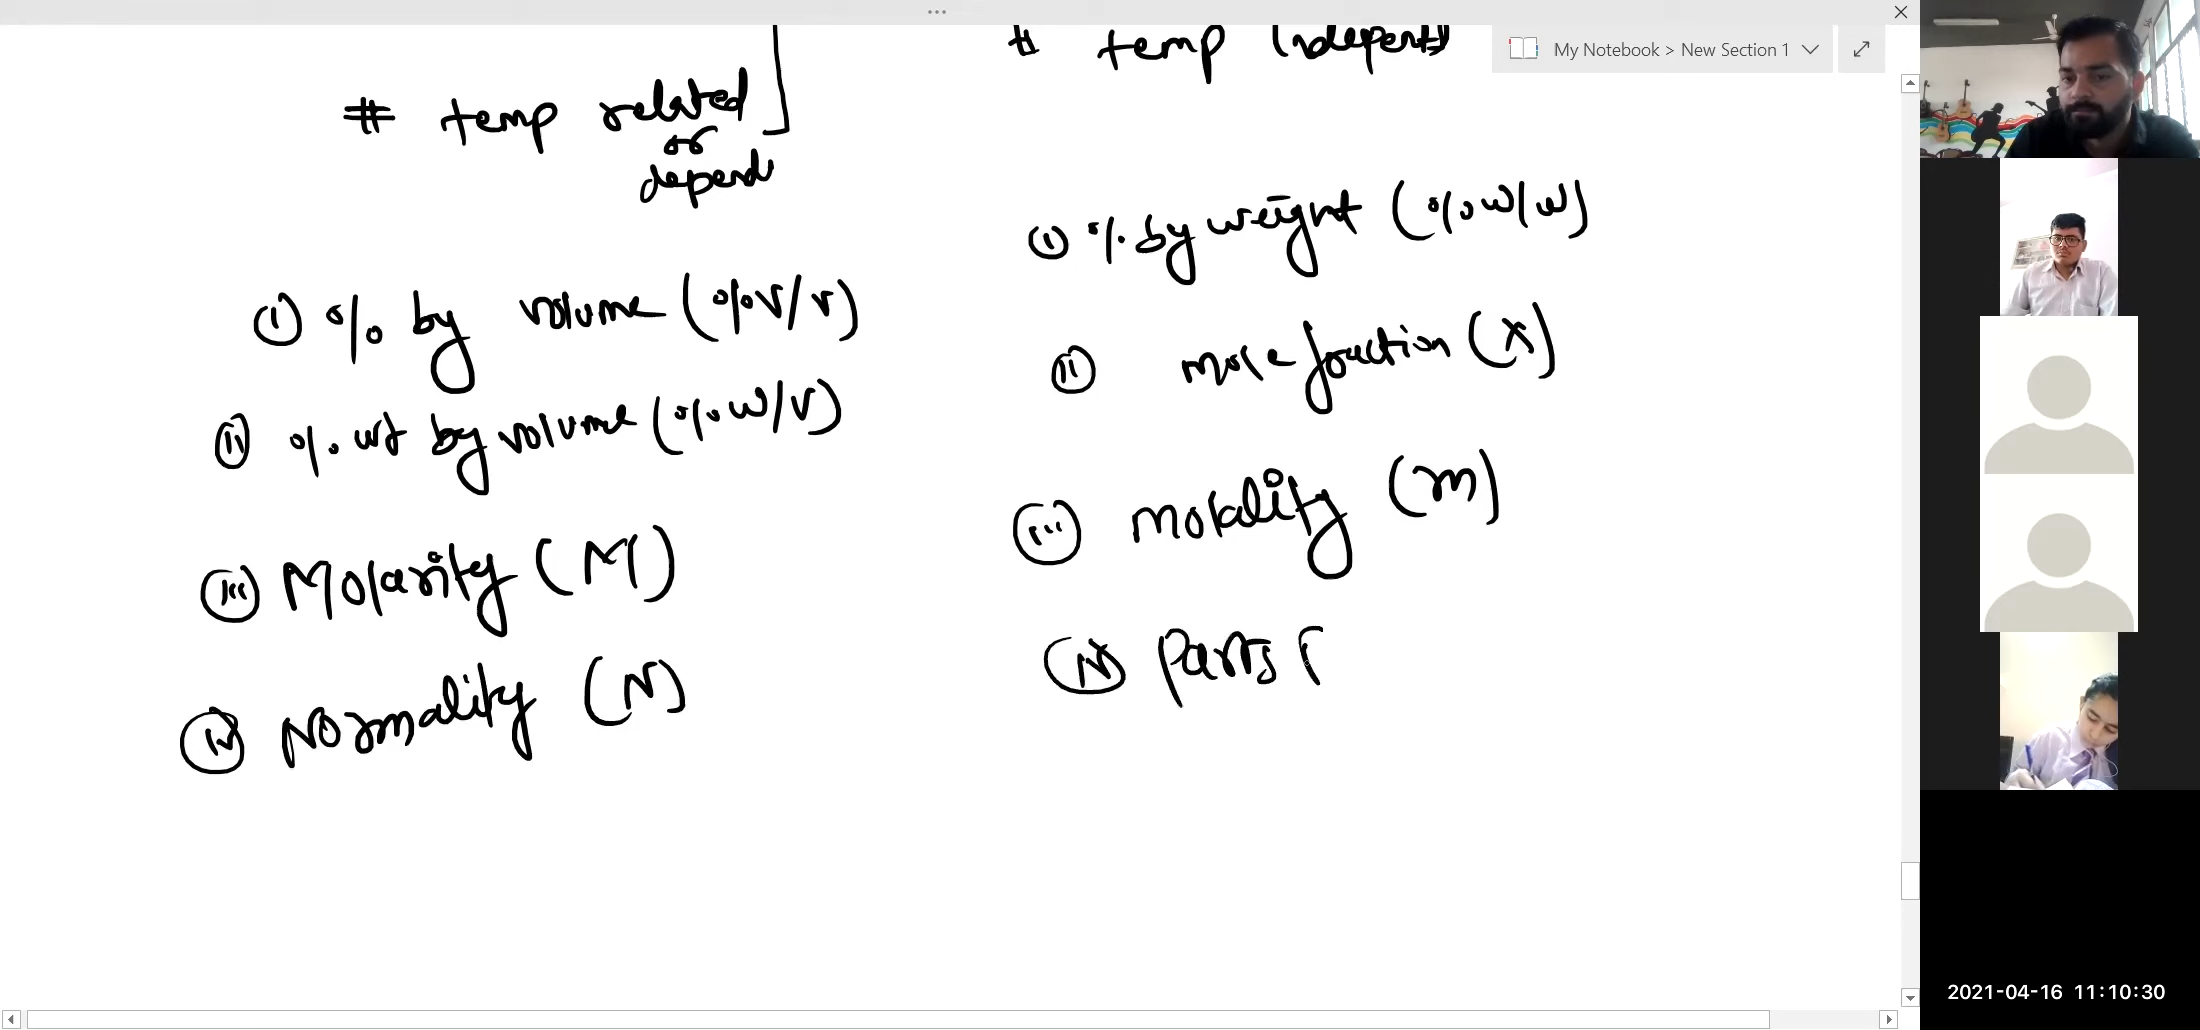 # temp Independent
My Notebook > New Section 1
# temp related
or
depend
① % by weight (% w/w)
① % by volume (% v/v)
ⅱ mole fraction (x)
ⅱ % wt by volume (% w/v)
ⅲ molality (m)
ⅲ Molarity (M)
ⅳ Parts P
ⅳ Normality (N)
2021-04-16 11:10:30